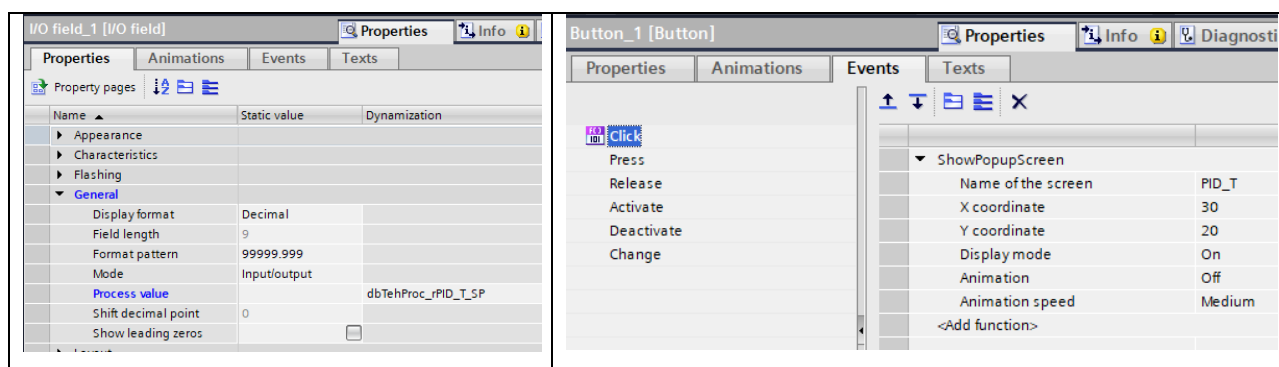 I/O field_1 [I/O field]
Properties Info
Properties Animations Events Texts
Property pages
Name Static value Dynamization
Appearance
Characteristics
Flashing
General
Display format Decimal
Field length 9
Format pattern 99999.999
Mode Input/output
Process value dbTehProc_rPID_T_SP
Shift decimal point 0
Show leading zeros
Button_1 [Button]
Properties Info Diagnosti
Properties Animations Events Texts
Click
Press
Release
Activate
Deactivate
Change
ShowPopupScreen
Name of the screen PID_T
X coordinate 30
Y coordinate 20
Display mode On
Animation Off
Animation speed Medium
<Add function>